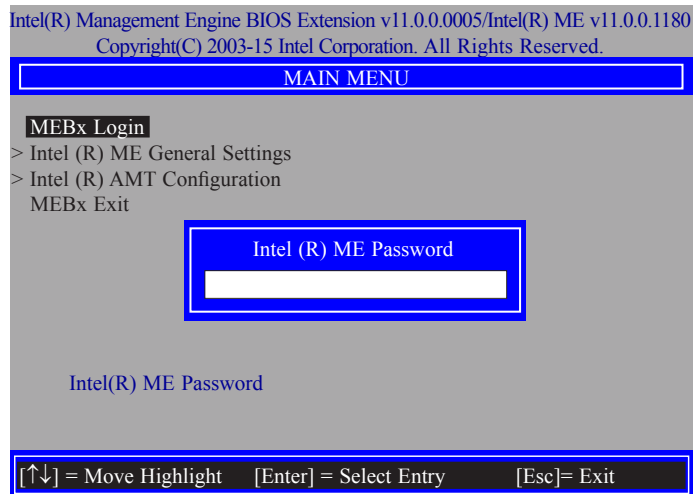 Intel(R) Management Engine BIOS Extension v11.0.0.0005/Intel(R) ME v11.0.0.1180
Copyright(C) 2003-15 Intel Corporation. All Rights Reserved.
MAIN MENU
MEBx Login
> Intel (R) ME General Settings
> Intel (R) AMT Configuration
MEBx Exit
Intel (R) ME Password
Intel(R) ME Password
[↑↓] = Move Highlight [Enter] = Select Entry [Esc]= Exit